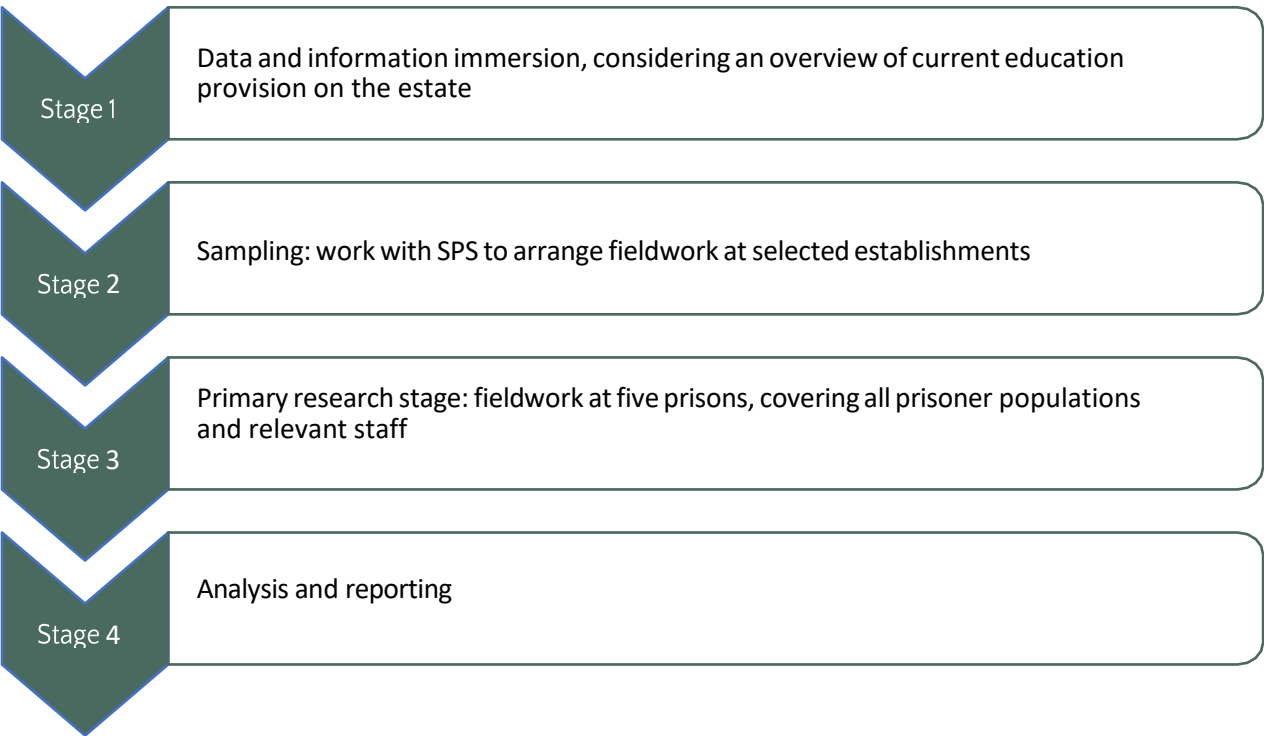 Stage 1
Data and information immersion, considering an overview of current education
provision on the estate
Stage 2
Sampling: work with SPS to arrange fieldwork at selected establishments
Stage 3
Primary research stage: fieldwork at five prisons, covering all prisoner populations
and relevant staff
Stage 4
Analysis and reporting